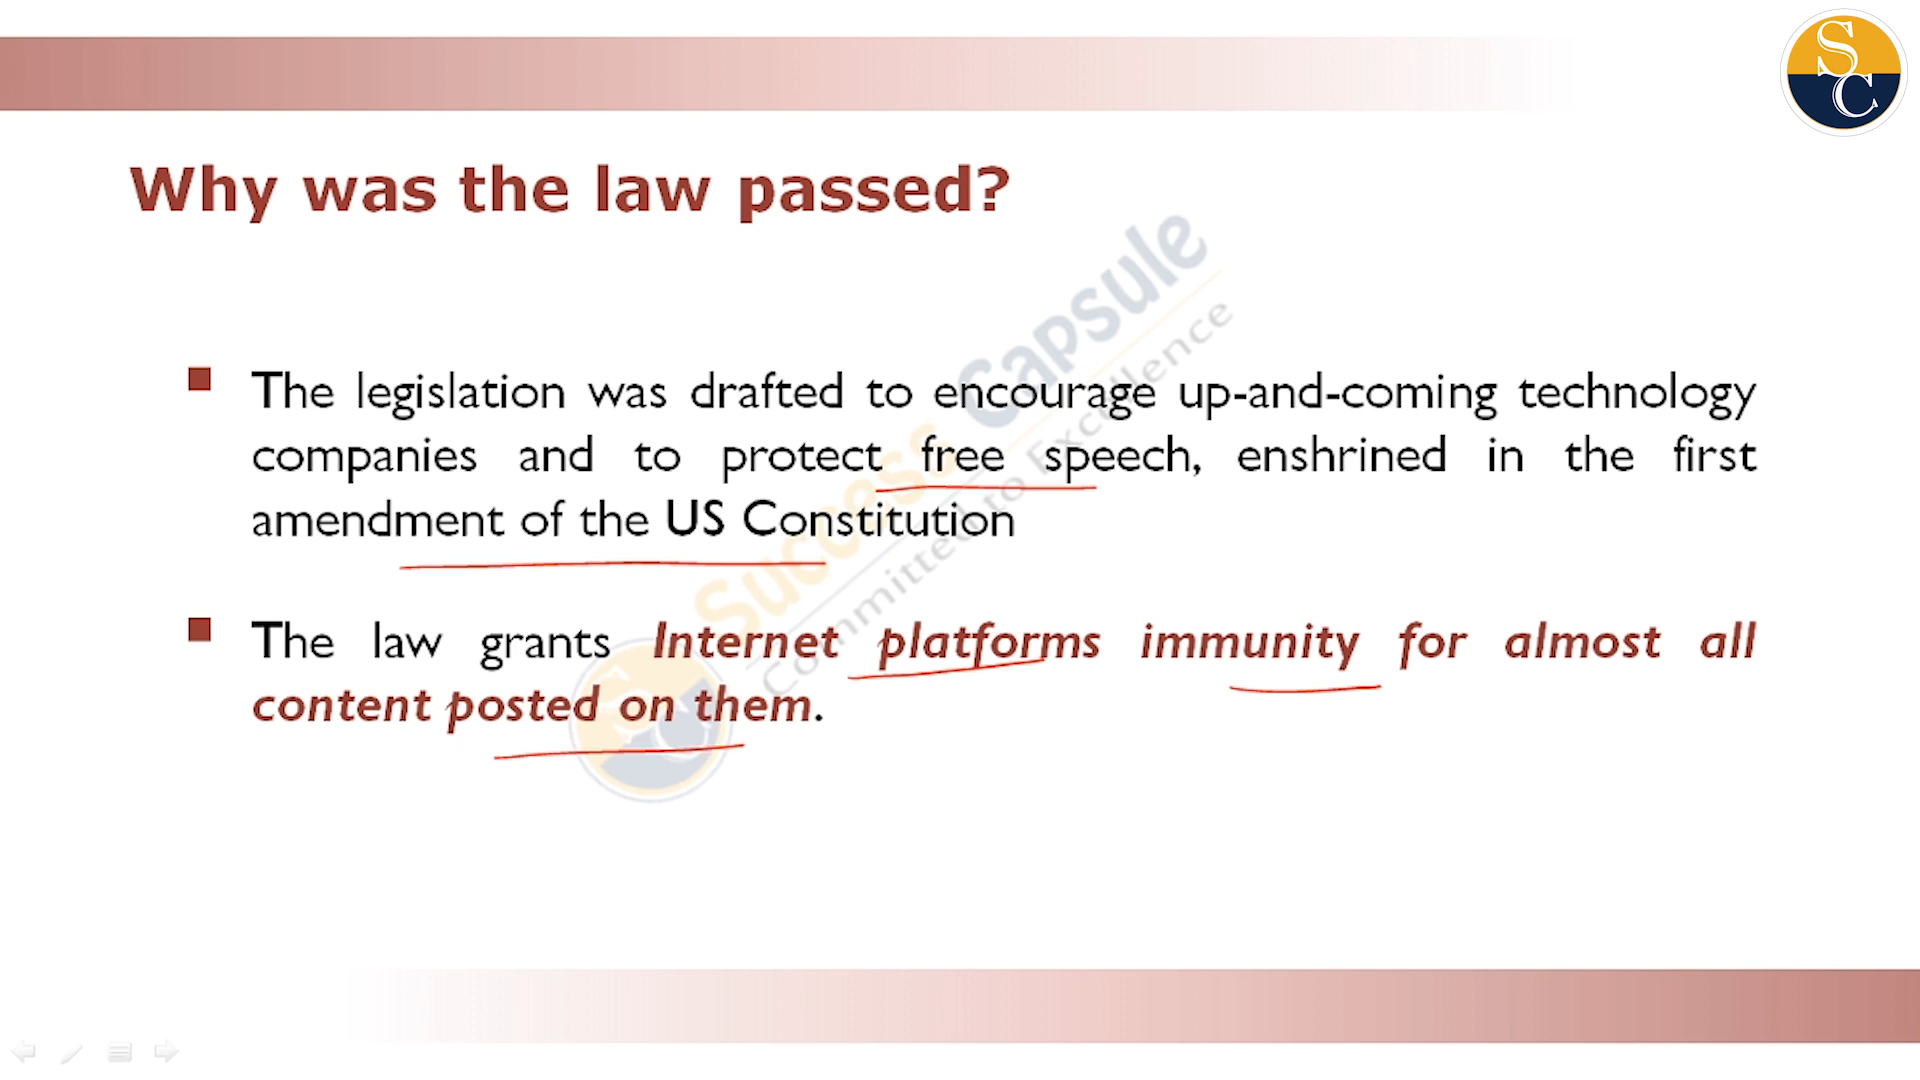 SC
Why was the law passed?
The legislation was drafted to encourage up-and-coming technology
companies and to protect free speech, enshrined in the first
amendment of the US Constitution
The law grants Internet platforms immunity for almost all
content posted on them.
Success Capsule
Committed to Excellence
SC